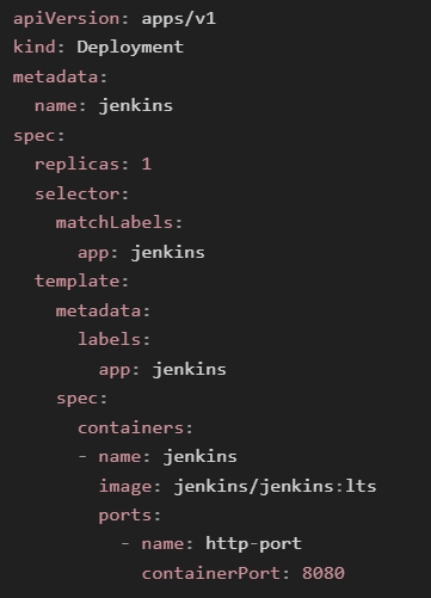 apiVersion: apps/v1
kind: Deployment
metadata:
  name: jenkins
spec:
  replicas: 1
  selector:
    matchLabels:
      app: jenkins
  template:
    metadata:
      labels:
        app: jenkins
    spec:
      containers:
      - name: jenkins
        image: jenkins/jenkins:lts
        ports:
          - name: http-port
            containerPort: 8080